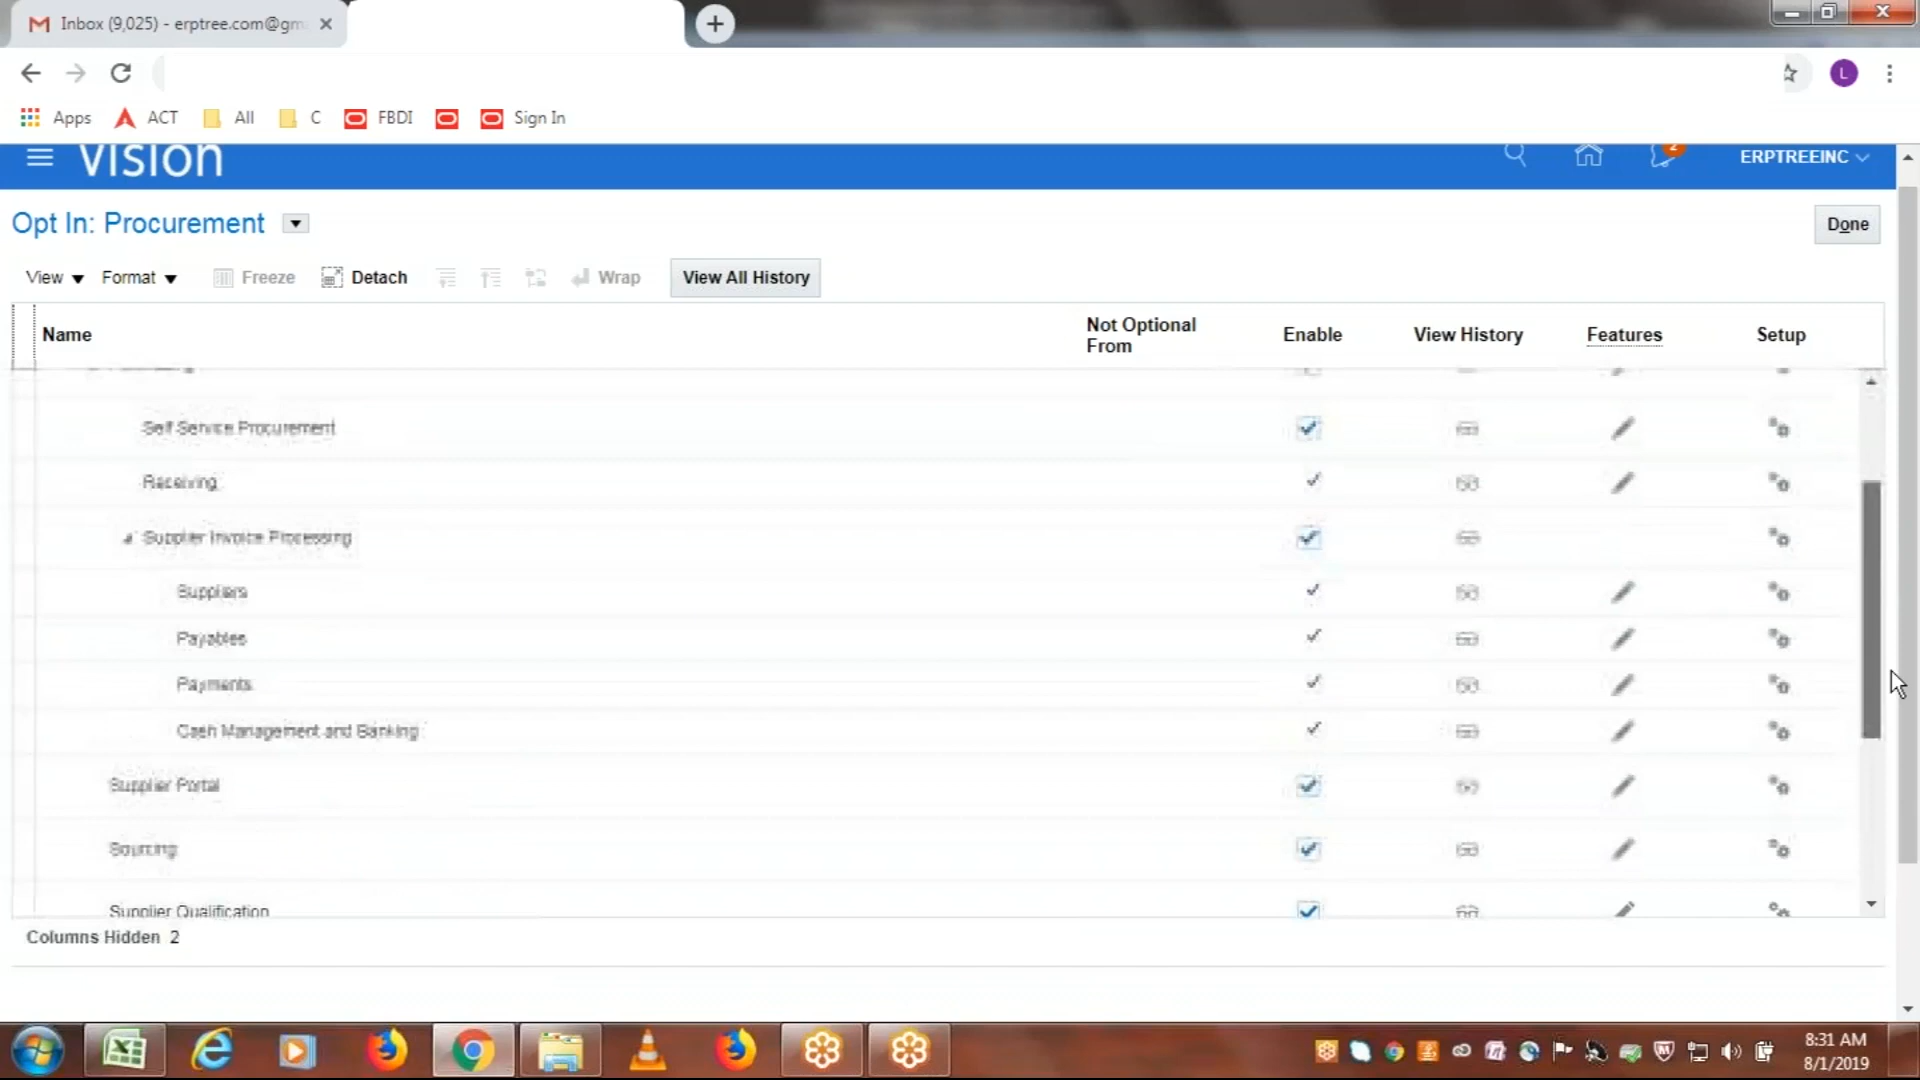 Inbox (9,025) - erptree.com@gm
Apps ACT All C FBDI Sign In
vision
2
ERPTREEINC
Opt In: Procurement
Done
View Format Freeze Detach Wrap View All History
Name Not Optional From Enable View History Features Setup
Self Service Procurement
Receiving
Supplier Invoice Processing
Suppliers
Payables
Payments
Cash Management and Banking
Supplier Portal
Sourcing
Supplier Qualification
Columns Hidden 2
L
8:31 AM
8/1/2019